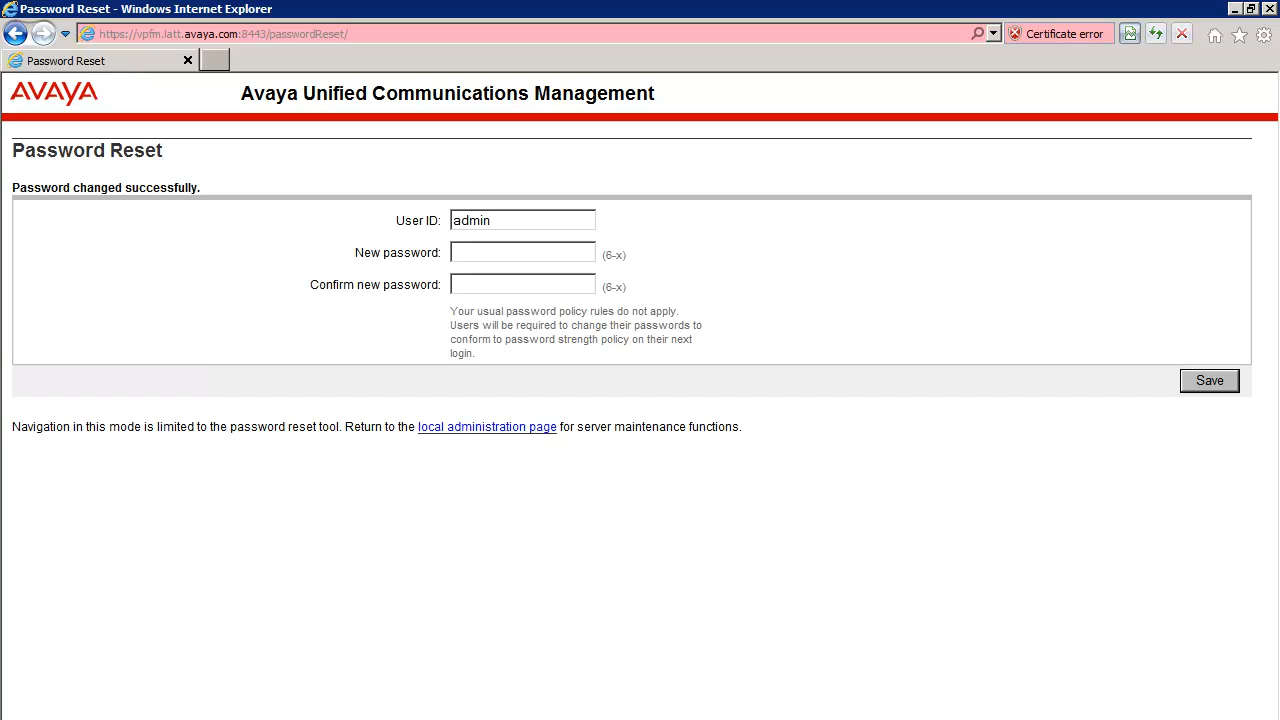 Password Reset - Windows Internet Explorer
https://vpfm.latt.avaya.com:8443/passwordReset/
Certificate error
Password Reset
AVAYA
Avaya Unified Communications Management
Password Reset
Password changed successfully.
User ID: admin
New password: (6-x)
Confirm new password: (6-x)
Your usual password policy rules do not apply.
Users will be required to change their passwords to
conform to password strength policy on their next
login.
Save
Navigation in this mode is limited to the password reset tool. Return to the local administration page for server maintenance functions.